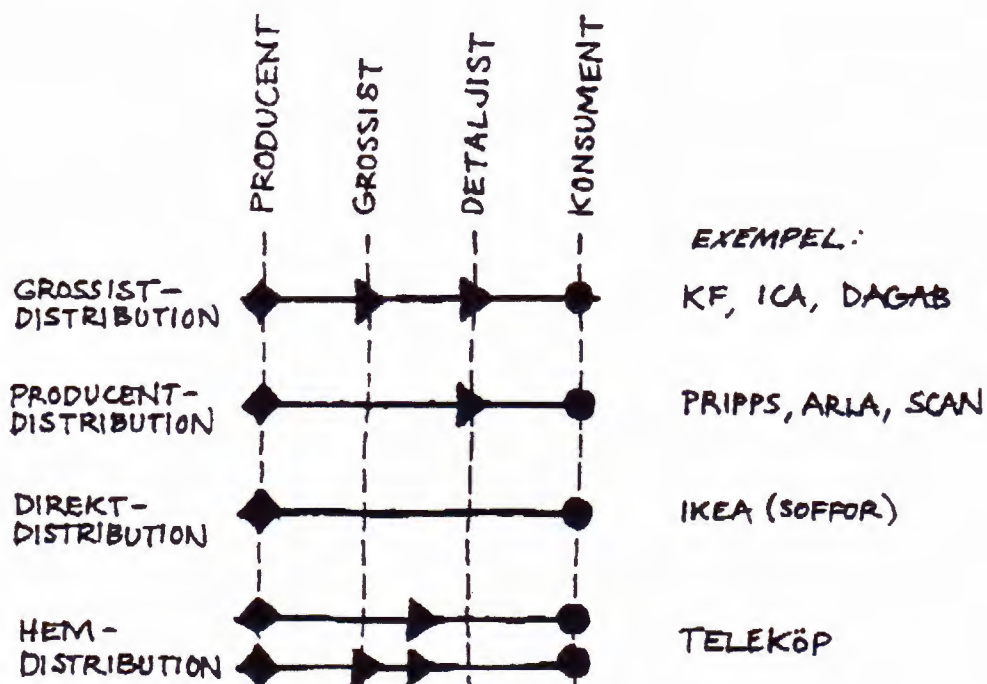 PRODUCENT
GROSSIST
DETALJIST
KONSUMENT
EXEMPEL:
GROSSIST-
DISTRIBUTION
KF, ICA, DAGAB
PRODUCENT-
DISTRIBUTION
PRIPPS, ARLA, SCAN
DIREKT-
DISTRIBUTION
IKEA (SOFFOR)
HEM-
DISTRIBUTION
TELEKÖP